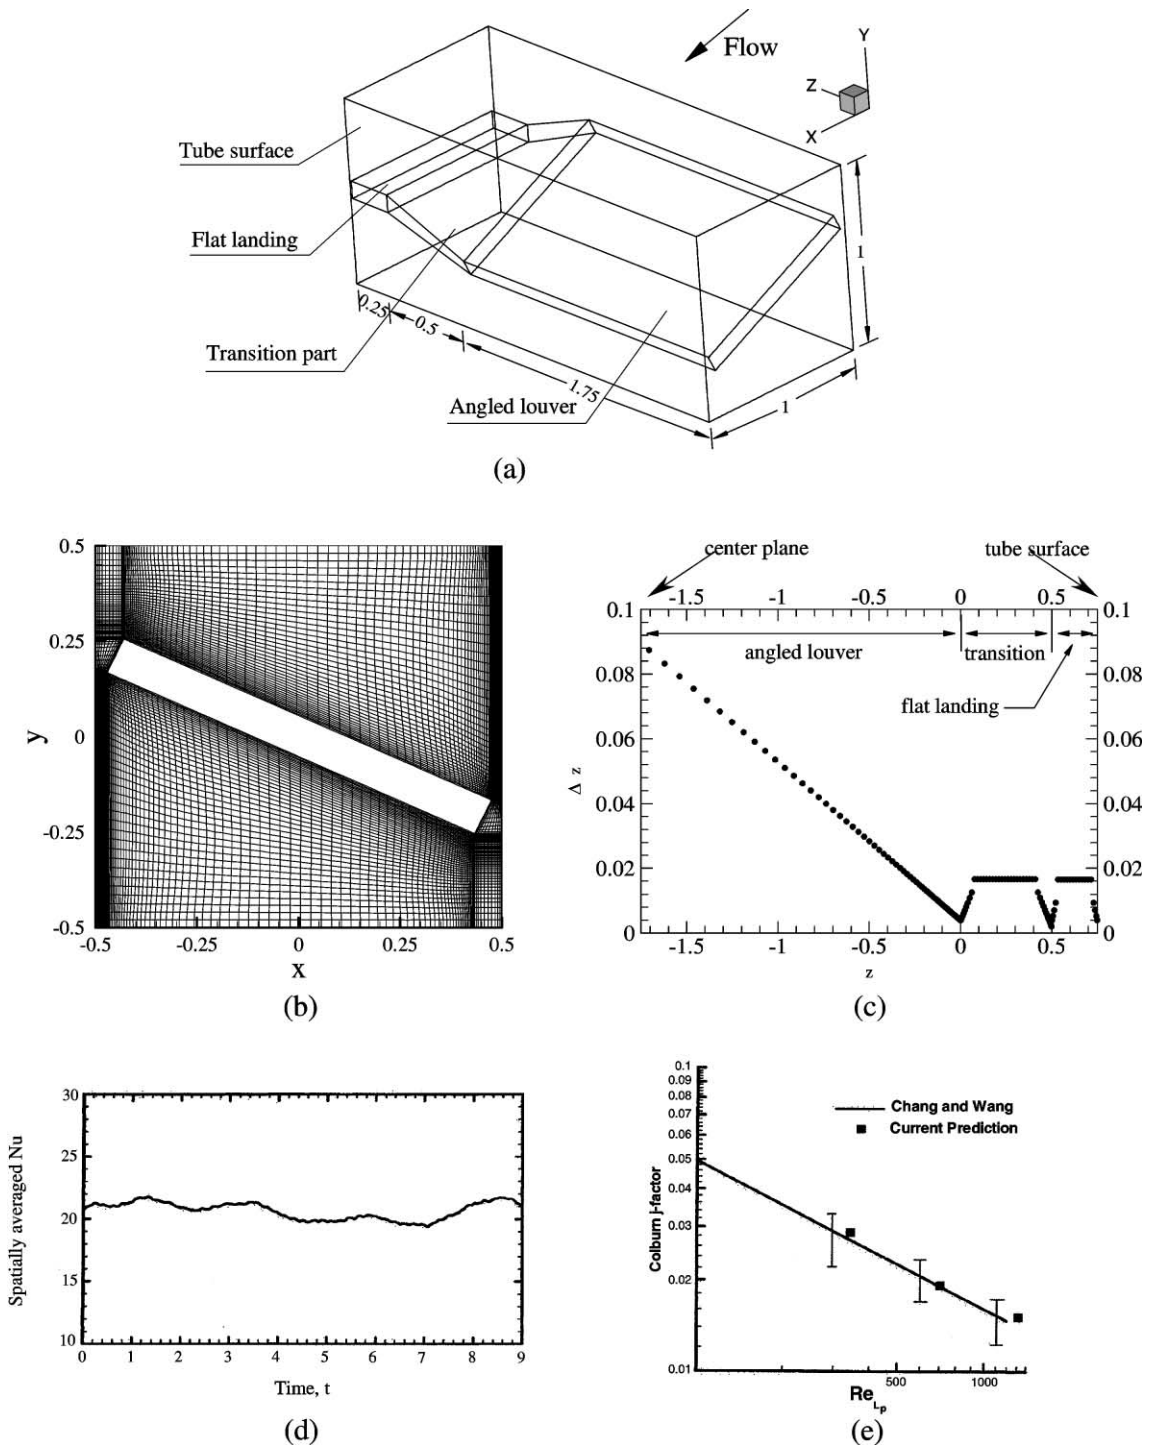 Flow
Y
Z
X
Tube surface
Flat landing
Transition part
Angled louver
0.25
0.5
1.75
1
1
(a)
0.5
0.25
0
-0.25
-0.5
y
-0.5
-0.25
0
0.25
0.5
x
(b)
center plane
tube surface
-1.5
-1
-0.5
0
0.5
0.1
0.08
0.06
0.04
0.02
0
Δ z
angled louver
transition
flat landing
0.1
0.08
0.06
0.04
0.02
0
-1.5
-1
-0.5
0
0.5
z
(c)
30
25
20
15
10
Spatially averaged Nu
0
1
2
3
4
5
6
7
8
9
Time, t
(d)
0.1
0.09
0.08
0.07
0.06
0.05
0.04
0.03
0.02
0.01
Colburn j-factor
Chang and Wang
Current Prediction
500
1000
Re Lp
(e)